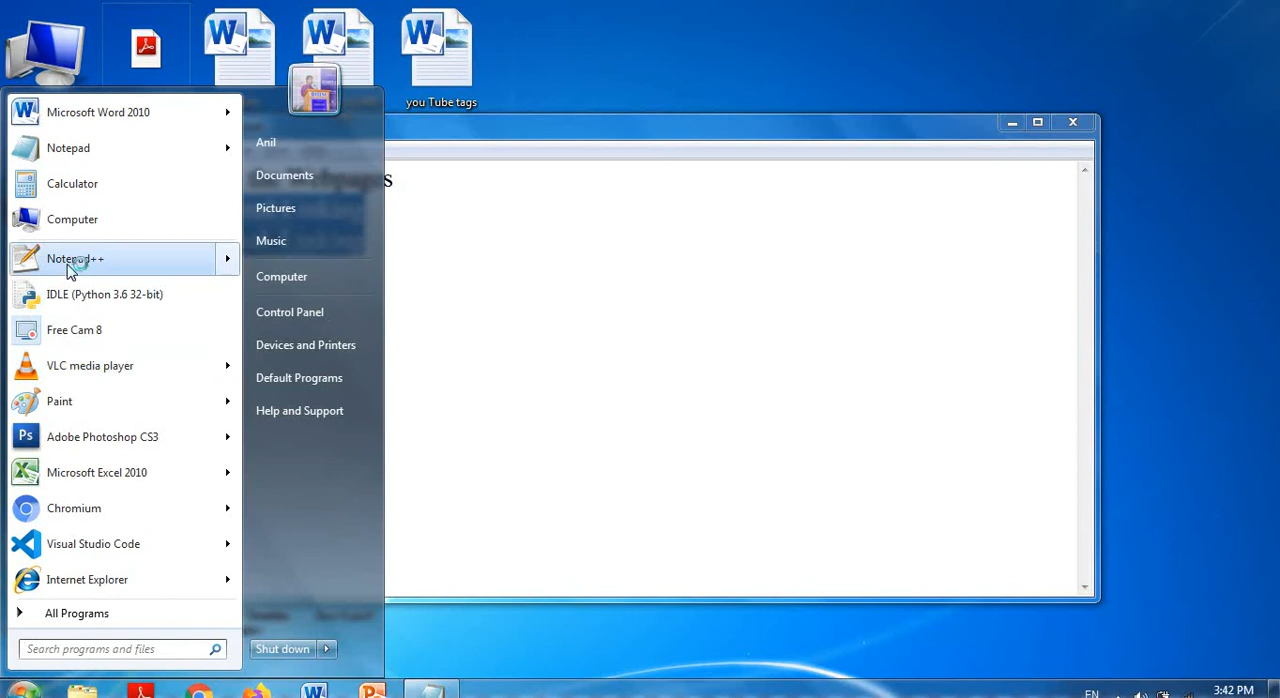 you Tube tags
Microsoft Word 2010
Notepad
Calculator
Computer
Notepad++
IDLE (Python 3.6 32-bit)
Free Cam 8
VLC media player
Paint
Adobe Photoshop CS3
Microsoft Excel 2010
Chromium
Visual Studio Code
Internet Explorer
All Programs
Search programs and files
Anil
Documents
Pictures
Music
Computer
Control Panel
Devices and Printers
Default Programs
Help and Support
Shut down
EN
3:42 PM